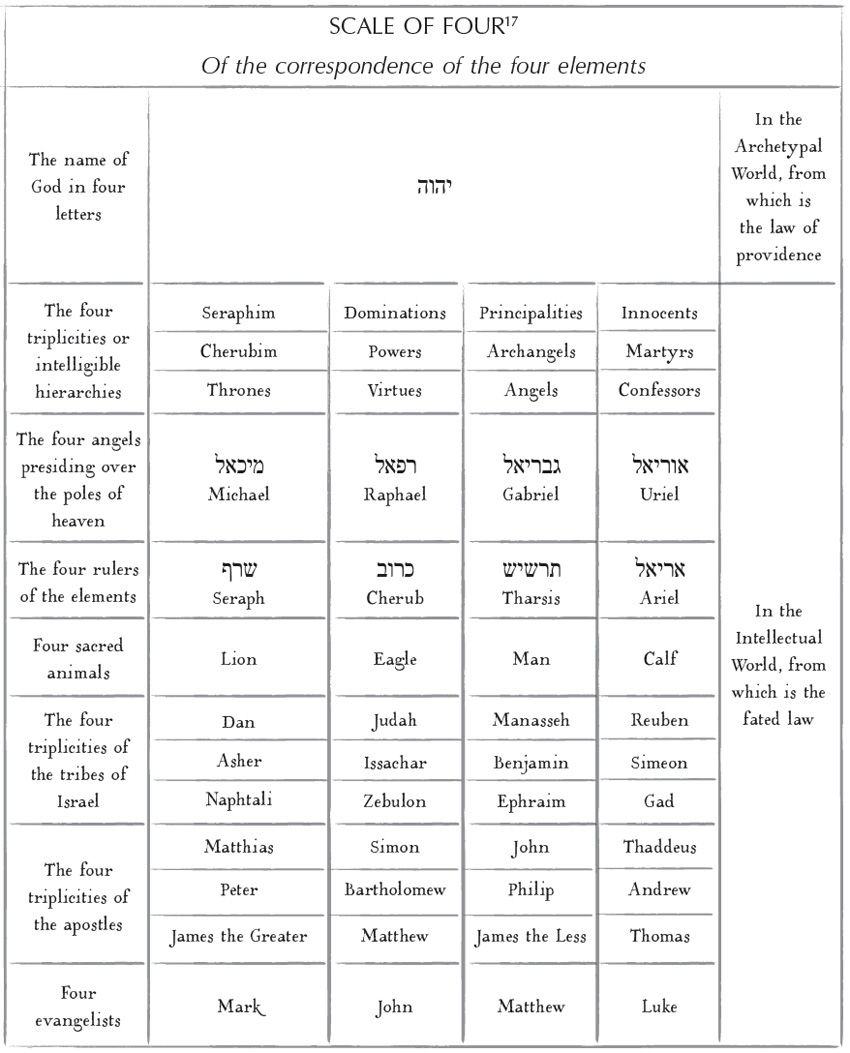 SCALE OF FOUR17
Of the correspondence of the four elements
The name of
God in four
letters
יהוה
In the
Archetypal
World, from
which is
the law of
providence
The four
triplicities or
intelligible
hierarchies
Seraphim
Dominations
Principalities
Innocents
Cherubim
Powers
Archangels
Martyrs
Thrones
Virtues
Angels
Confessors
The four angels
presiding over
the poles of
heaven
מיכאל
Michael
רפאל
Raphael
גבריאל
Gabriel
אוריאל
Uriel
The four rulers
of the elements
שרף
Seraph
כרוב
Cherub
תרשיש
Tharsis
אריאל
Ariel
Four sacred
animals
Lion
Eagle
Man
Calf
The four
triplicities of
the tribes of
Israel
Dan
Judah
Manasseh
Reuben
Asher
Issachar
Benjamin
Simeon
Naphtali
Zebulon
Ephraim
Gad
The four
triplicities of
the apostles
Matthias
Simon
John
Thaddeus
Peter
Bartholomew
Philip
Andrew
James the Greater
Matthew
James the Less
Thomas
Four
evangelists
Mark
John
Matthew
Luke
In the
Intellectual
World, from
which is the
fated law